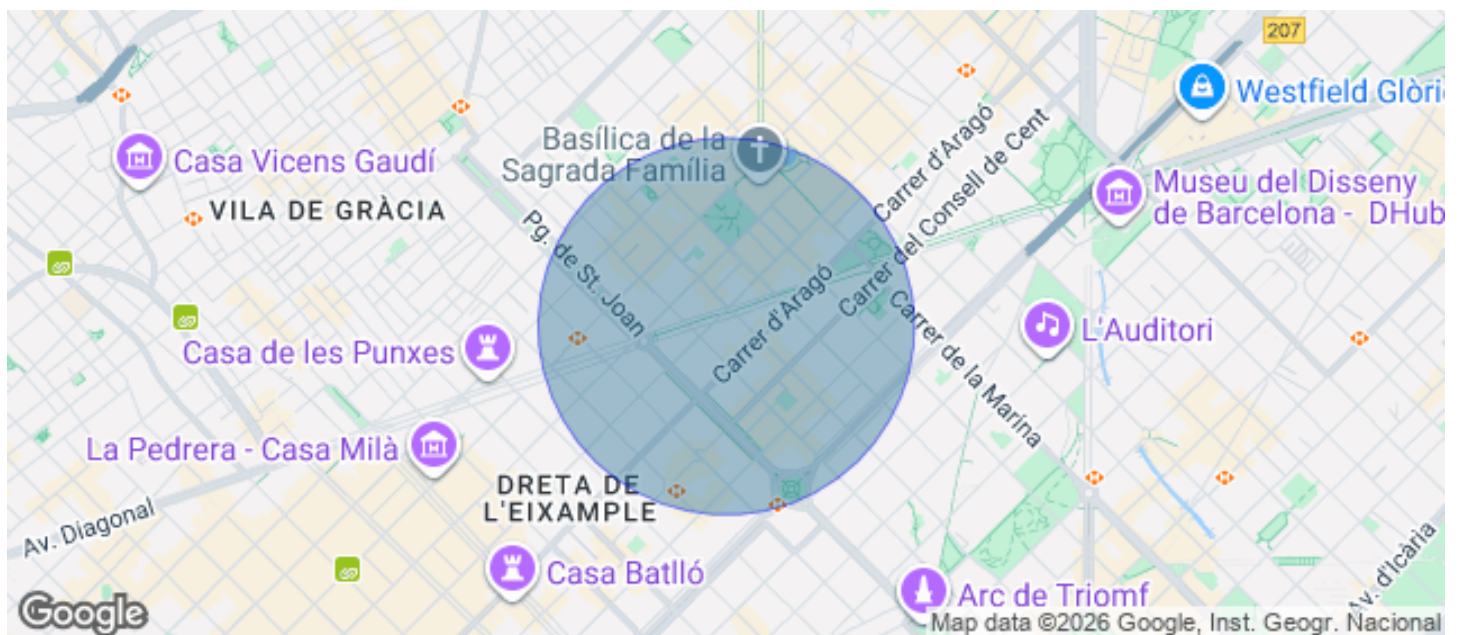 207
Westfield Glòri
Basílica de la
Sagrada Família
Carrer d'Aragó
Carrer del Consell de Cent
Casa Vicens Gaudí
Museu del Disseny
de Barcelona - DHub
VILA DE GRÀCIA
Pg. de St. Joan
Carrer d'Aragó
Carrer de la Marina
L'Auditori
Casa de les Punxes
La Pedrera - Casa Milà
DRETA DE
L'EIXAMPLE
Av. Diagonal
Casa Batlló
Arc de Triomf
Av. d'Icària
Google
Map data ©2026 Google, Inst. Geogr. Nacional